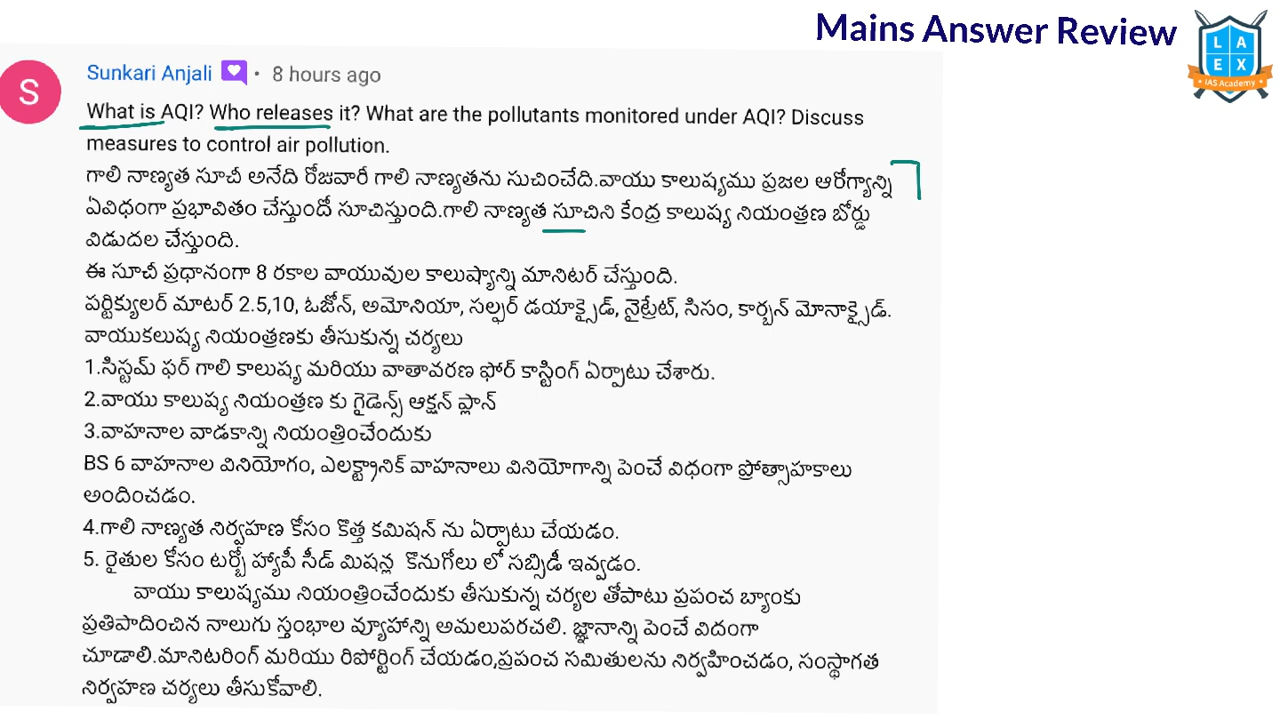 Mains Answer Review
L A
E X
IAS Academy
S
Sunkari Anjali · 8 hours ago
What is AQI? Who releases it? What are the pollutants monitored under AQI? Discuss
measures to control air pollution.
గాలి నాణ్యత సూచీ అనేది రోజువారీ గాలి నాణ్యతను సుచించేది.వాయు కాలుష్యము ప్రజల ఆరోగ్యాన్ని
ఏవిధంగా ప్రభావితం చేస్తుందో సూచిస్తుంది.గాలి నాణ్యత సూచిని కేంద్ర కాలుష్య నియంత్రణ బోర్డు
విడుదల చేస్తుంది.
ఈ సూచీ ప్రధానంగా 8 రకాల వాయువుల కాలుష్యాన్ని మానిటర్ చేస్తుంది.
పర్టిక్యులర్ మాటర్ 2.5,10, ఓజోన్, అమోనియా, సల్ఫర్ డయాక్సైడ్, నైట్రేట్, సిసం, కార్బన్ మోనాక్సైడ్.
వాయుకలుష్య నియంత్రణకు తీసుకున్న చర్యలు
1.సిస్టమ్ ఫర్ గాలి కాలుష్య మరియు వాతావరణ ఫోర్ కాస్టింగ్ ఏర్పాటు చేశారు.
2.వాయు కాలుష్య నియంత్రణ కు గైడెన్స్ ఆక్షన్ ప్లాన్
3.వాహనాల వాడకాన్ని నియంత్రించేందుకు
BS 6 వాహనాల వినియోగం, ఎలక్ట్రానిక్ వాహనాలు వినియోగాన్ని పెంచే విధంగా ప్రోత్సాహకాలు
అందించడం.
4.గాలి నాణ్యత నిర్వహణ కోసం కొత్త కమిషన్ ను ఏర్పాటు చేయడం.
5. రైతుల కోసం టర్బో హ్యాపీ సీడ్ మిషన్ల కొనుగోలు లో సబ్సిడీ ఇవ్వడం.
వాయు కాలుష్యము నియంత్రించేందుకు తీసుకున్న చర్యల తోపాటు ప్రపంచ బ్యాంకు
ప్రతిపాదించిన నాలుగు స్తంభాల వ్యూహాన్ని అమలుపరచలి. జ్ఞానాన్ని పెంచే విదంగా
చూడాలి.మానిటరింగ్ మరియు రిపోర్టింగ్ చేయడం,ప్రపంచ సమితులను నిర్వహించడం, సంస్థాగత
నిర్వహణ చర్యలు తీసుకోవాలి.